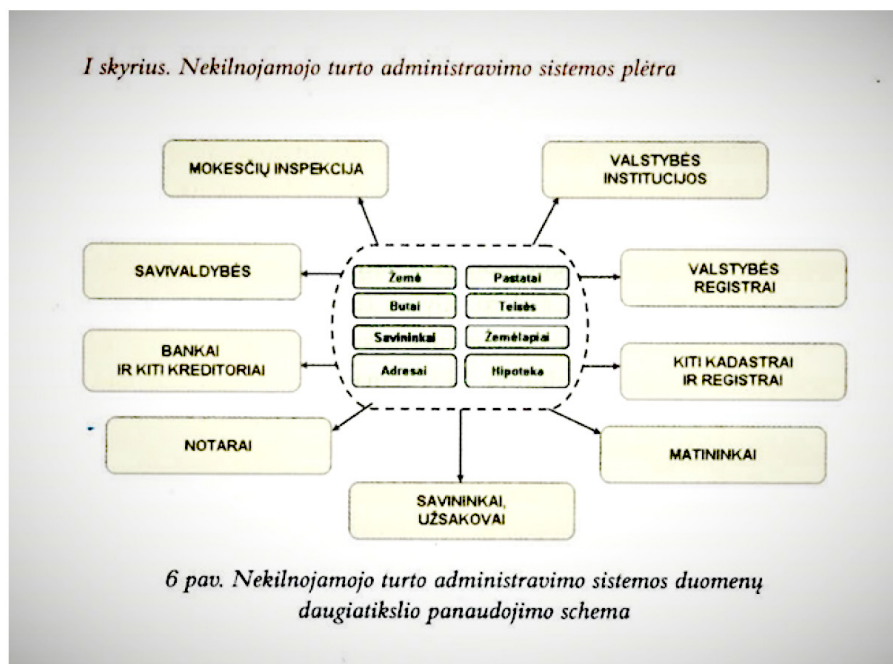 I skyrius. Nekilnojamojo turto administravimo sistemos plėtra
MOKESČIŲ INSPEKCIJA
VALSTYBĖS
INSTITUCIJOS
SAVIVALDYBĖS
Žemė
Pastatai
VALSTYBĖS
REGISTRAI
Butai
Teisės
Savininkai
Žemėlapiai
BANKAI
IR KITI KREDITORIAI
Adresai
Hipoteka
KITI KADASTRAI
IR REGISTRAI
NOTARAI
MATININKAI
SAVININKAI,
UŽSAKOVAI
6 pav. Nekilnojamojo turto administravimo sistemos duomenų
daugiatikslio panaudojimo schema